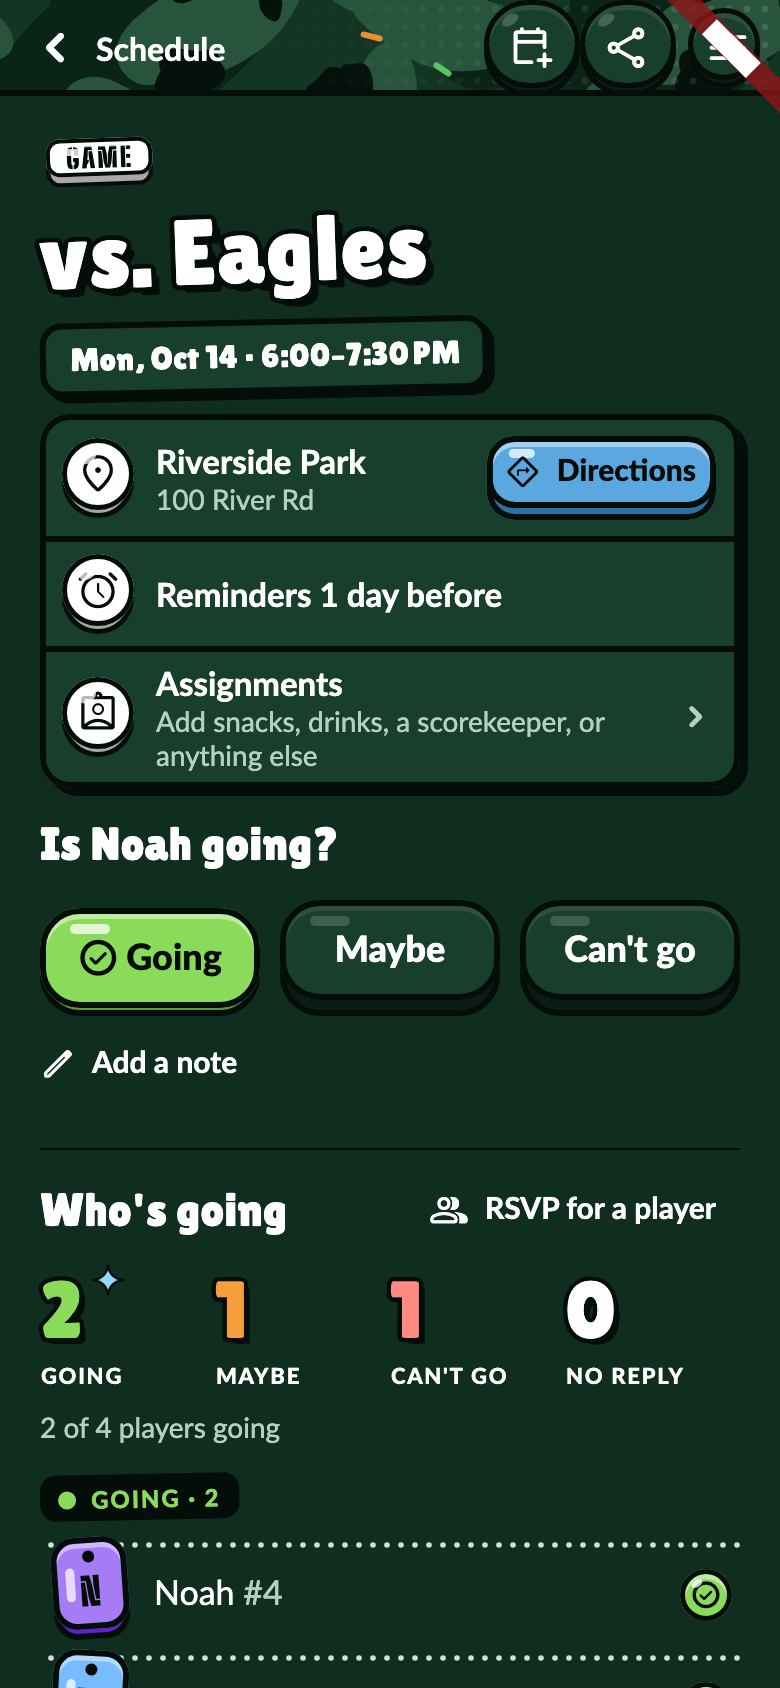 Schedule
GAME
vs. Eagles
Mon, Oct 14 · 6:00–7:30 PM
Riverside Park
100 River Rd
Directions
Reminders 1 day before
Assignments
Add snacks, drinks, a scorekeeper, or
anything else
Is Noah going?
Going
Maybe
Can't go
Add a note
Who's going
RSVP for a player
2
1
1
0
GOING
MAYBE
CAN'T GO
NO REPLY
2 of 4 players going
GOING · 2
N
Noah #4